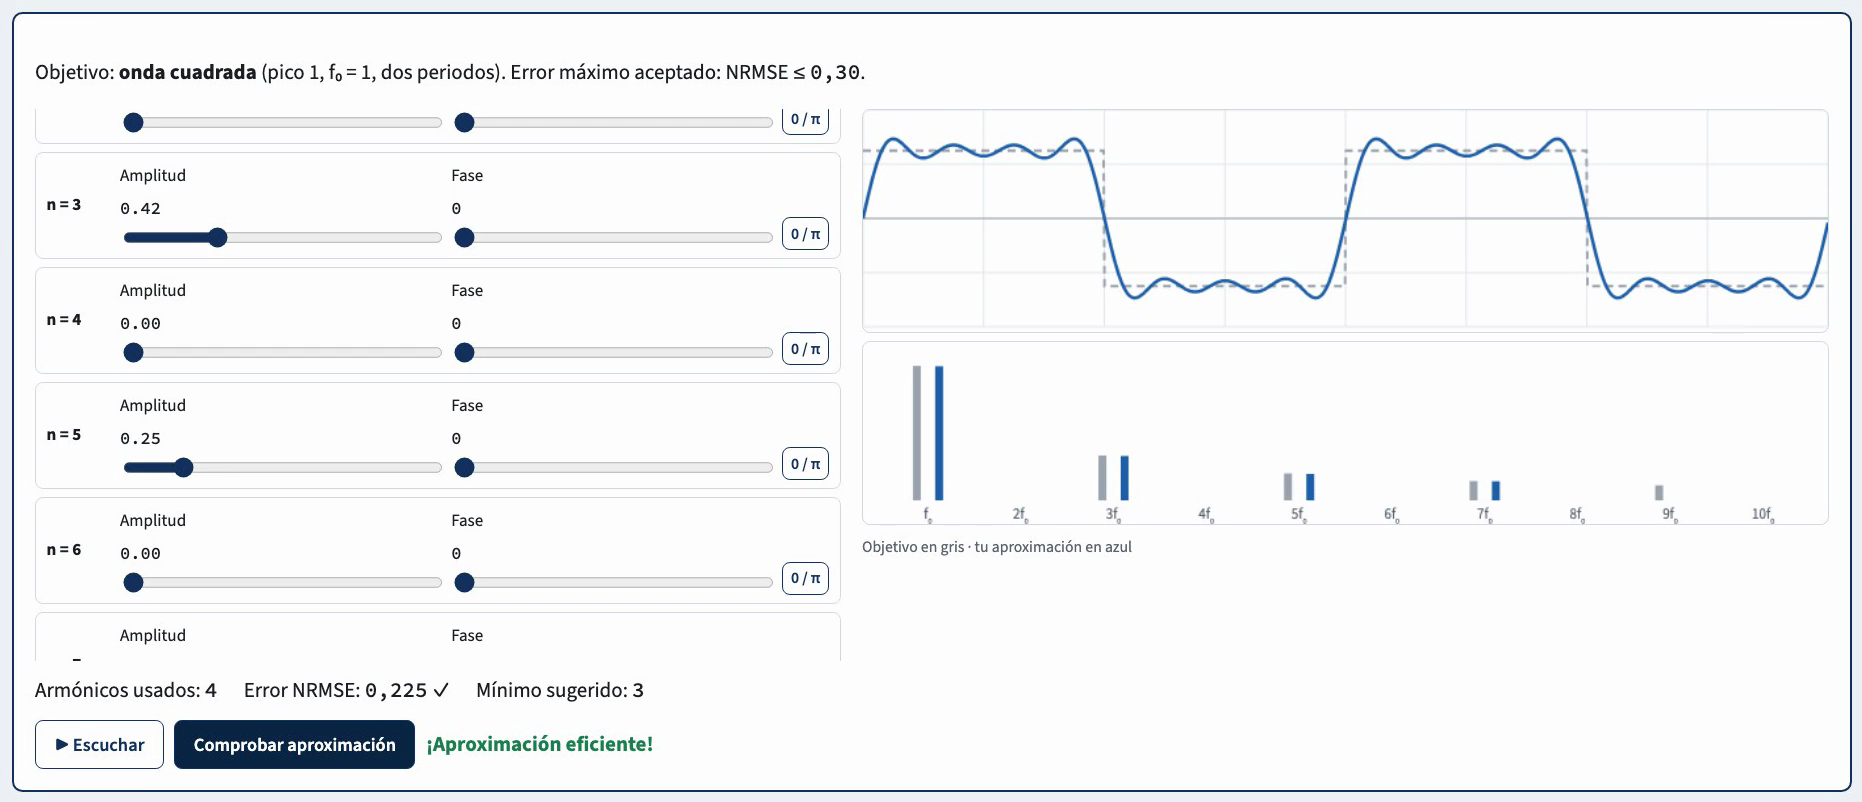 Objetivo: onda cuadrada (pico 1, f₀ = 1, dos periodos). Error máximo aceptado: NRMSE ≤ 0,30.
0 / π
Amplitud Fase
n = 3 0.42 0
0 / π
Amplitud Fase
n = 4 0.00 0
0 / π
Amplitud Fase
n = 5 0.25 0
0 / π
Amplitud Fase
n = 6 0.00 0
0 / π
Amplitud Fase
f₀ 2f₀ 3f₀ 4f₀ 5f₀ 6f₀ 7f₀ 8f₀ 9f₀ 10f₀
Objetivo en gris · tu aproximación en azul
Armónicos usados: 4 Error NRMSE: 0,225 ✓ Mínimo sugerido: 3
▶ Escuchar Comprobar aproximación ¡Aproximación eficiente!